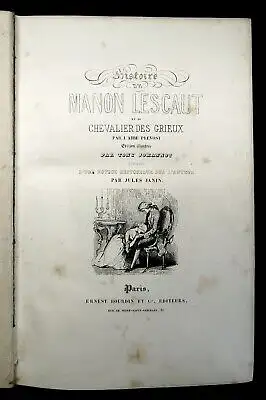 Histoire
DE
MANON LESCAUT
ET DU
CHEVALIER DES GRIEUX
PAR L'ABBÉ PRÉVOST
Édition illustrée
PAR TONY JOHANNOT
D'UNE NOTICE HISTORIQUE SUR L'AUTEUR
PAR JULES JANIN.
Paris,
ERNEST BOURDIN ET Cie, ÉDITEURS,